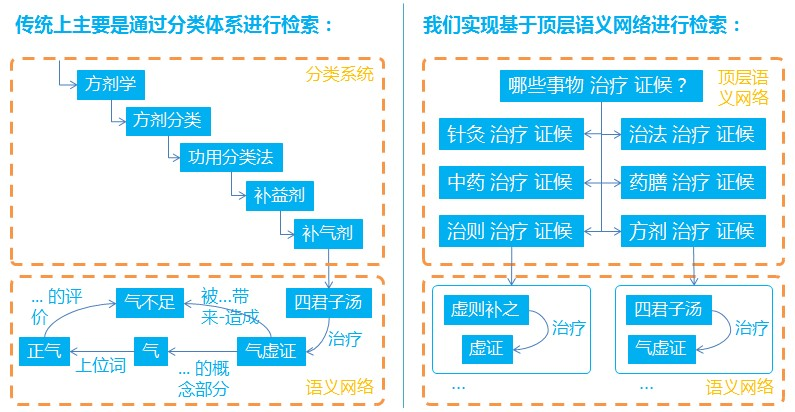 传统上主要是通过分类体系进行检索：
分类系统
方剂学
方剂分类
功用分类法
补益剂
补气剂
… 的评
价
气不足
被…带
来-造成
四君子汤
治疗
正气
上位词
气
… 的概
念部分
气虚证
语义网络
我们实现基于顶层语义网络进行检索：
哪些事物 治疗 证候？
顶层语
义网络
针灸 治疗 证候
治法 治疗 证候
中药 治疗 证候
药膳 治疗 证候
治则 治疗 证候
方剂 治疗 证候
虚则补之
治疗
虚证
…
四君子汤
治疗
气虚证
…
语义网络